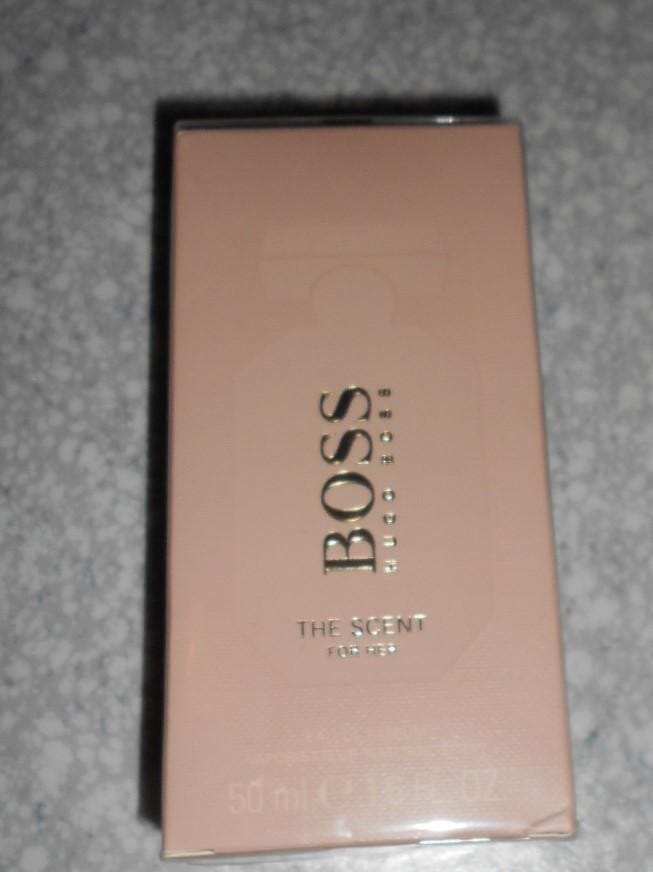 BOSS
HUGO BOSS
THE SCENT
FOR HER
50 ml e 1.6 FL. OZ